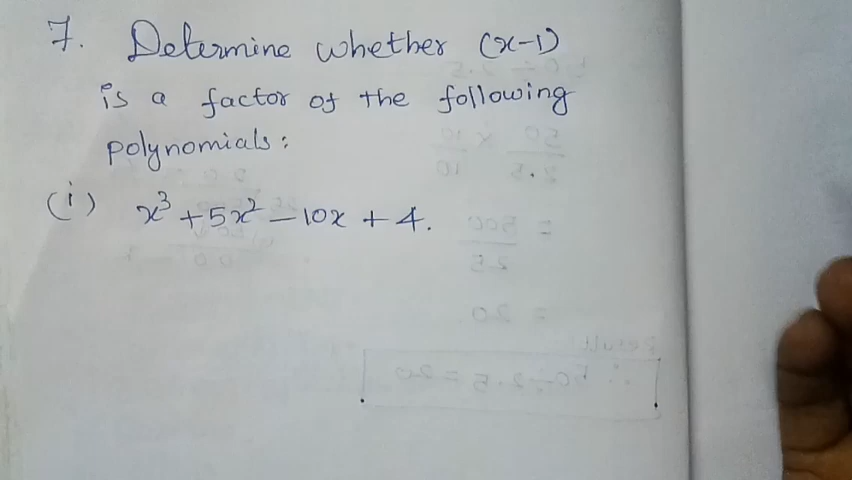 7. Determine whether (x-1)
is a factor of the following
polynomials:
(i) x³ + 5x² - 10x + 4.